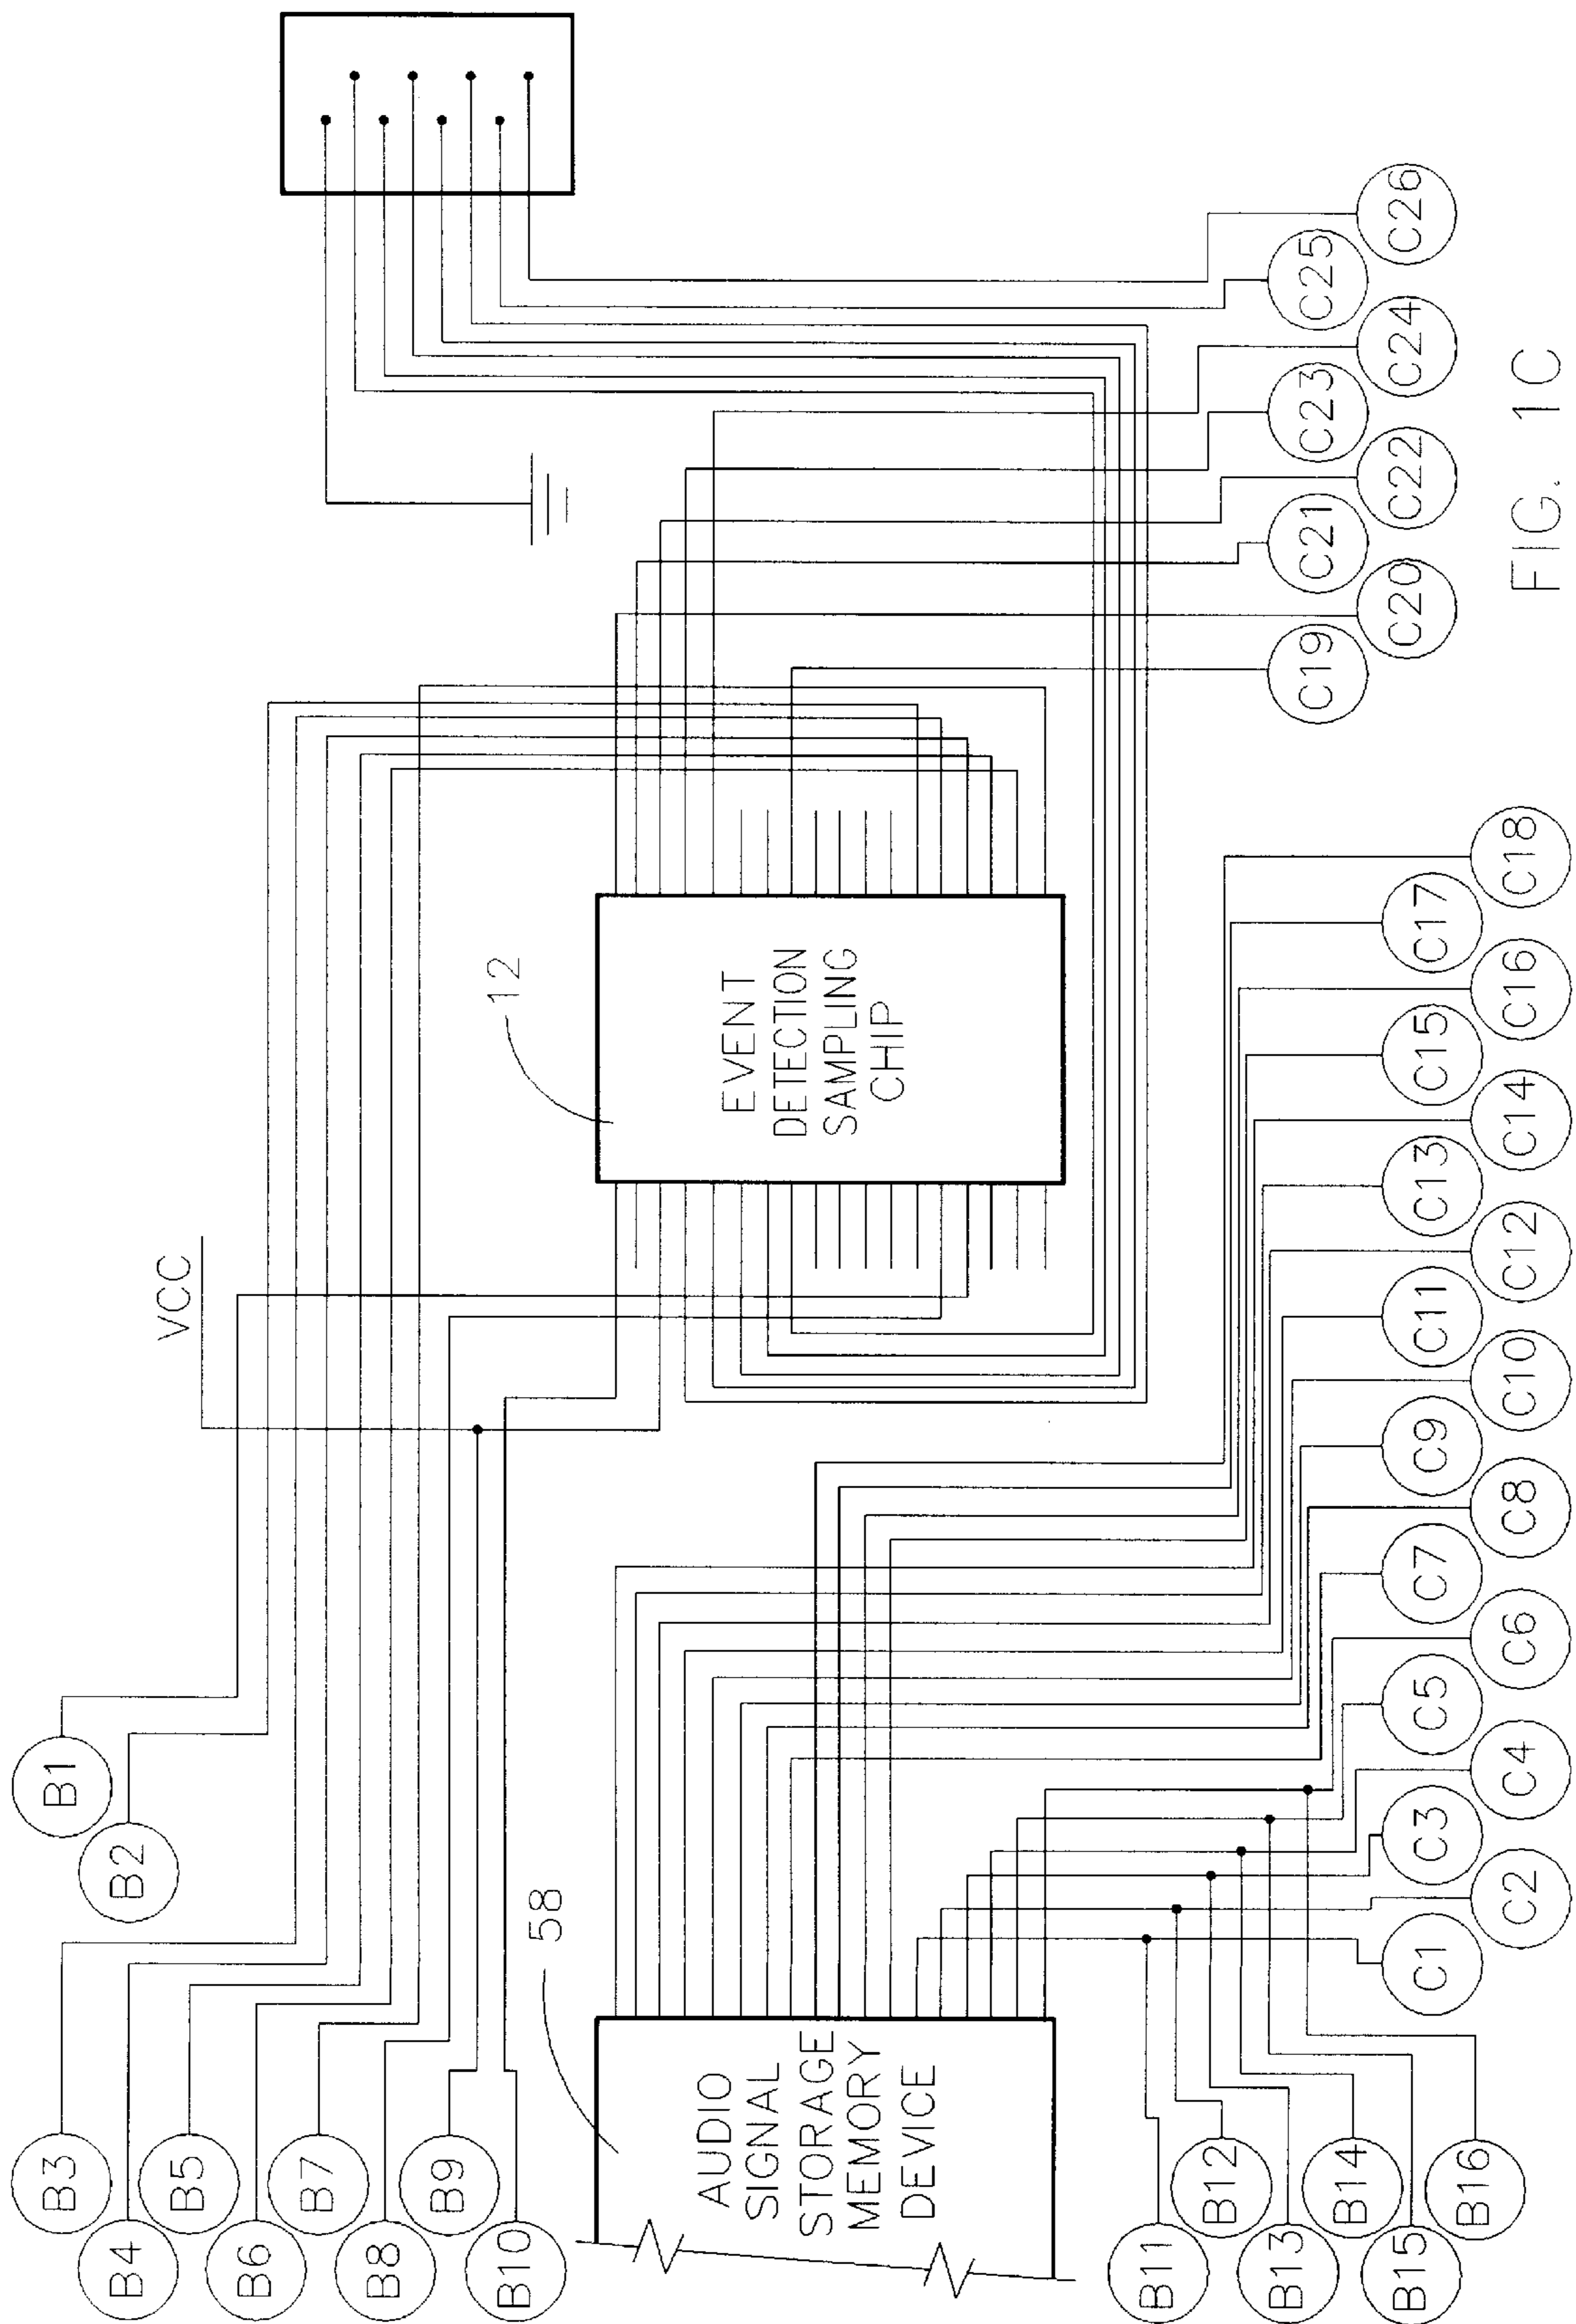 B1
B2
B3
B4
B5
B6
B7
B8
B9
B10
VCC
12
EVENT
DETECTION
SAMPLING
CHIP
58
AUDIO
SIGNAL
STORAGE
MEMORY
DEVICE
B11
B12
B13
B14
B15
B16
C1
C2
C3
C4
C5
C6
C7
C8
C9
C10
C11
C12
C13
C14
C15
C16
C17
C18
C19
C20
C21
C22
C23
C24
C25
C26
FIG. 1C